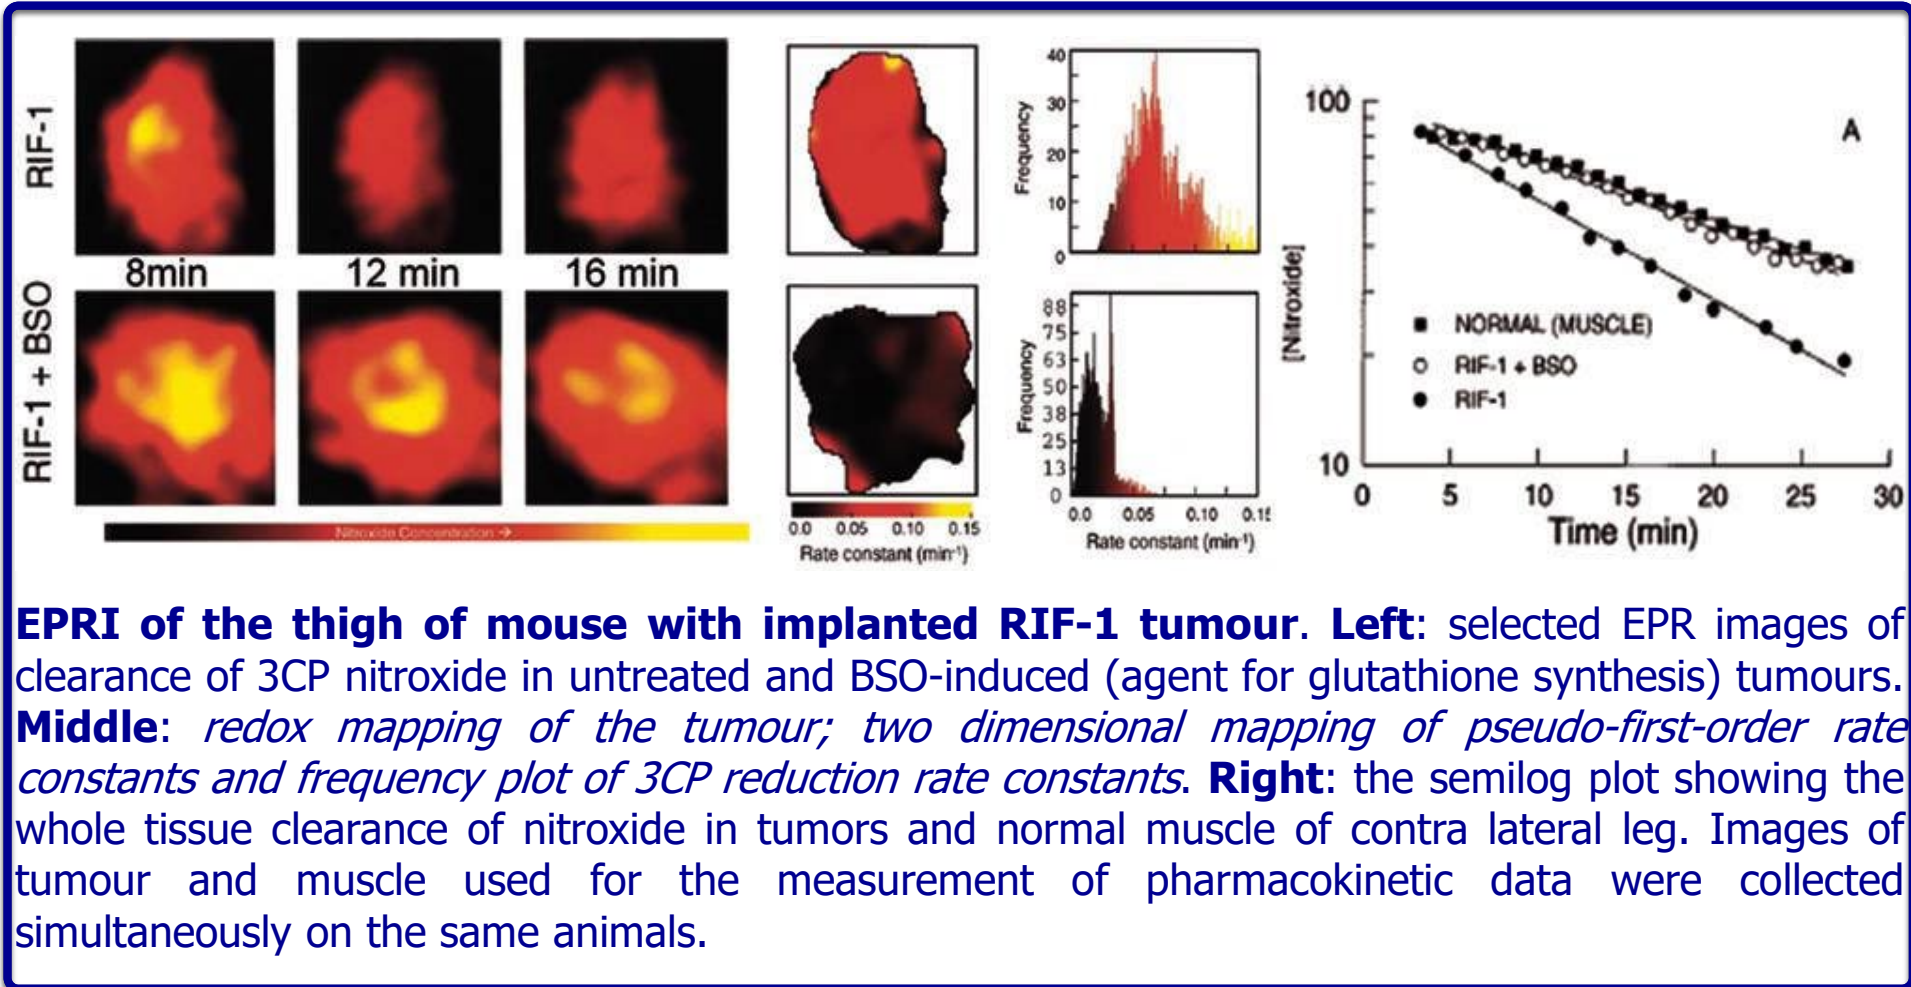 RIF-1
8min
12 min
16 min
RIF-1 + BSO
Nitroxide Concentration →
0.0 0.05 0.10 0.15
Rate constant (min⁻¹)
Frequency
40
30
20
10
0
Frequency
88
75
63
50
38
25
13
0
0.0 0.05 0.10 0.15
Rate constant (min⁻¹)
A
[Nitroxide]
100
10
■ NORMAL (MUSCLE)
○ RIF-1 + BSO
● RIF-1
0 5 10 15 20 25 30
Time (min)
EPRI of the thigh of mouse with implanted RIF-1 tumour. Left: selected EPR images of
clearance of 3CP nitroxide in untreated and BSO-induced (agent for glutathione synthesis) tumours.
Middle: redox mapping of the tumour; two dimensional mapping of pseudo-first-order rate
constants and frequency plot of 3CP reduction rate constants. Right: the semilog plot showing the
whole tissue clearance of nitroxide in tumors and normal muscle of contra lateral leg. Images of
tumour and muscle used for the measurement of pharmacokinetic data were collected
simultaneously on the same animals.